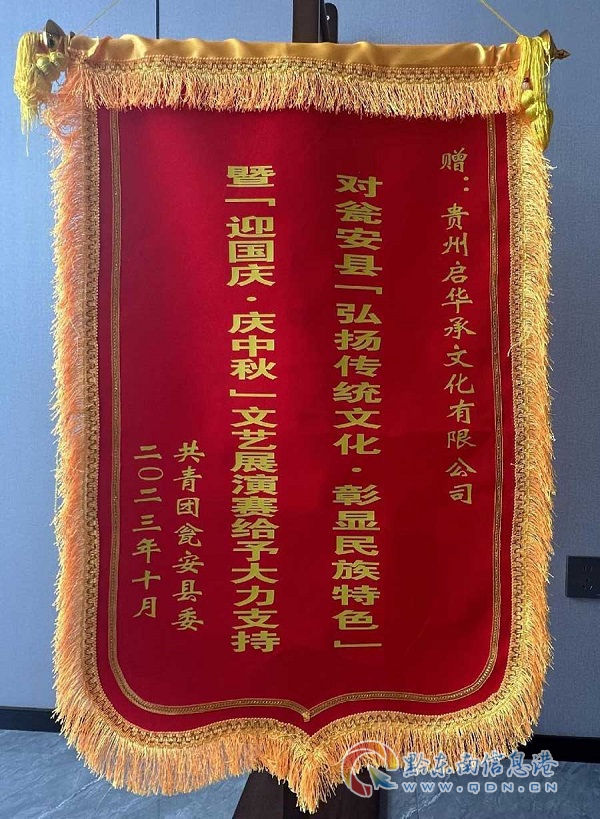 赠：贵州启华承文化有限公司
对瓮安县「弘扬传统文化·彰显民族特色」
暨「迎国庆·庆中秋」文艺展演赛给予大力支持
共青团瓮安县委
二〇二三年十月
黔东南信息港
WWW.QDN.CN